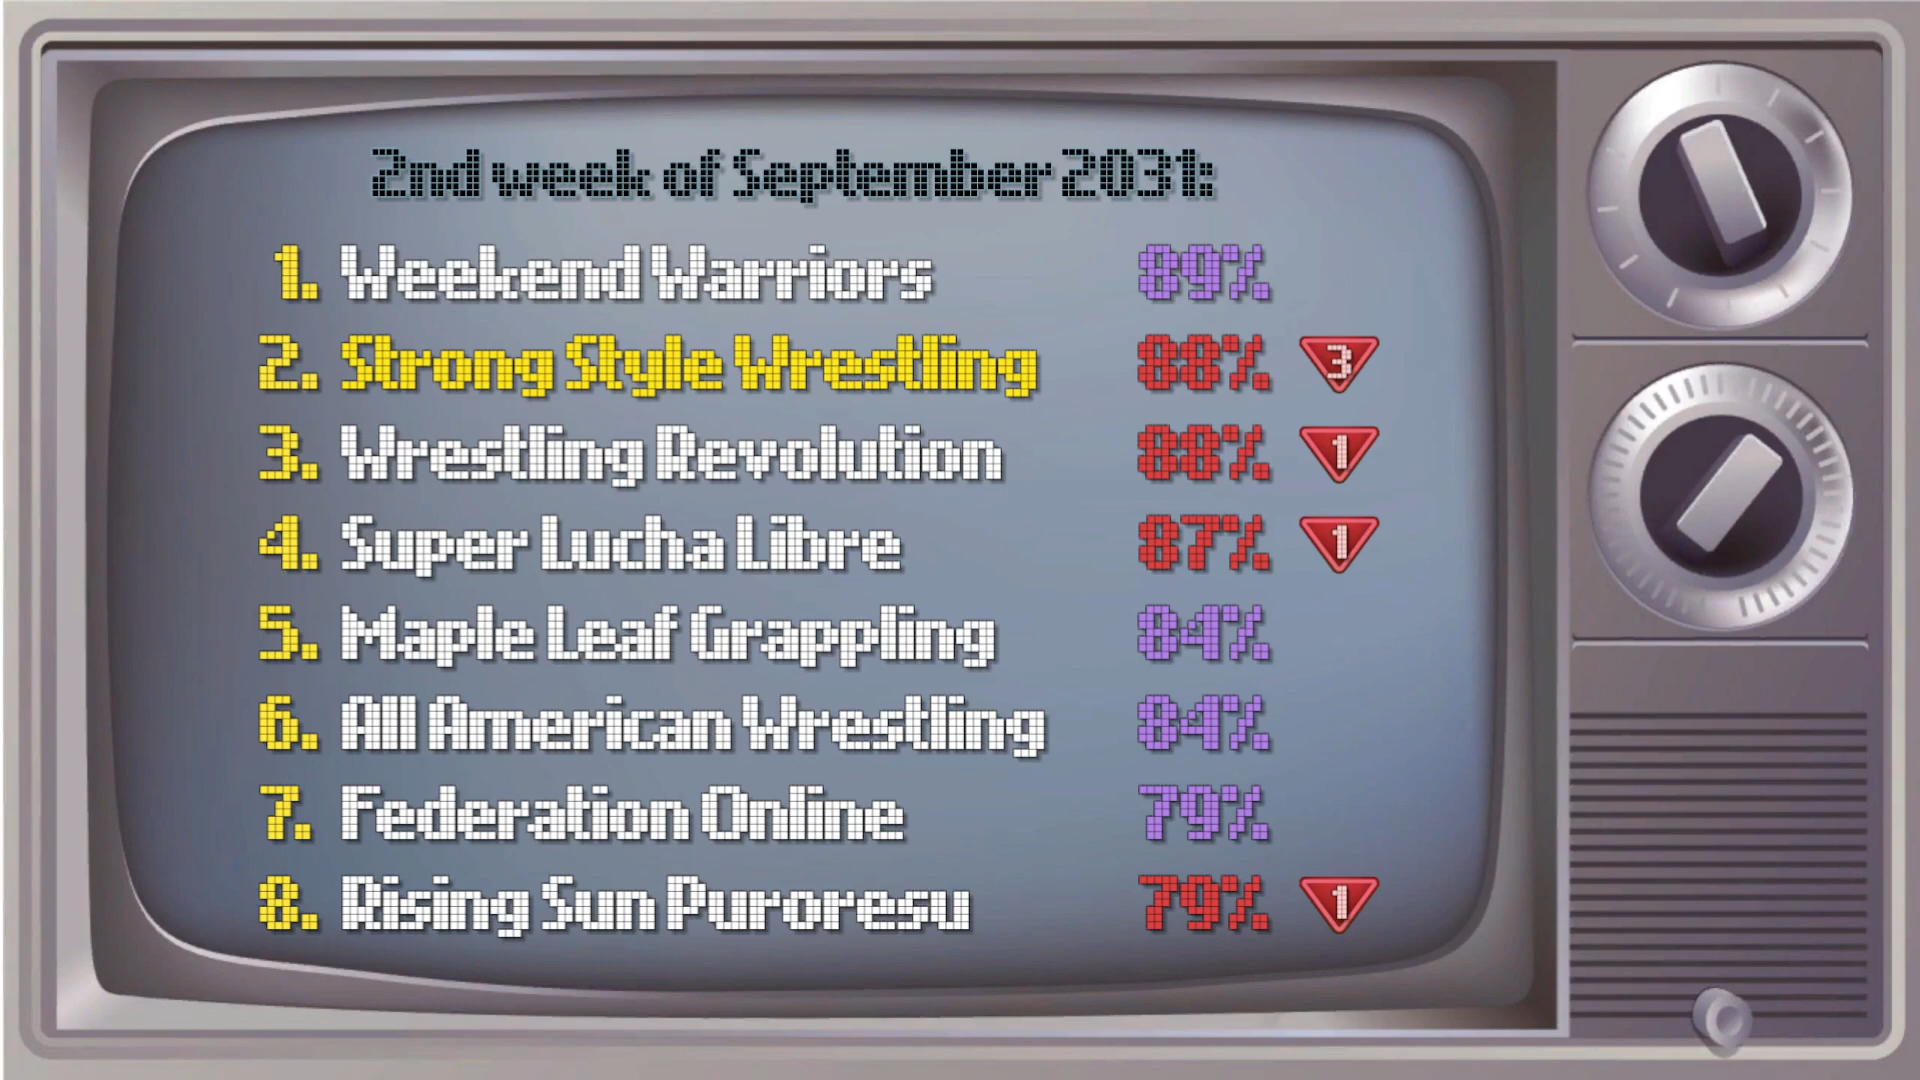 2nd week of September 2031:
1. Weekend Warriors 89%
2. Strong Style Wrestling 88% 3
3. Wrestling Revolution 88% 1
4. Super Lucha Libre 87% 1
5. Maple Leaf Grappling 84%
6. All American Wrestling 84%
7. Federation Online 79%
8. Rising Sun Puroresu 79% 1